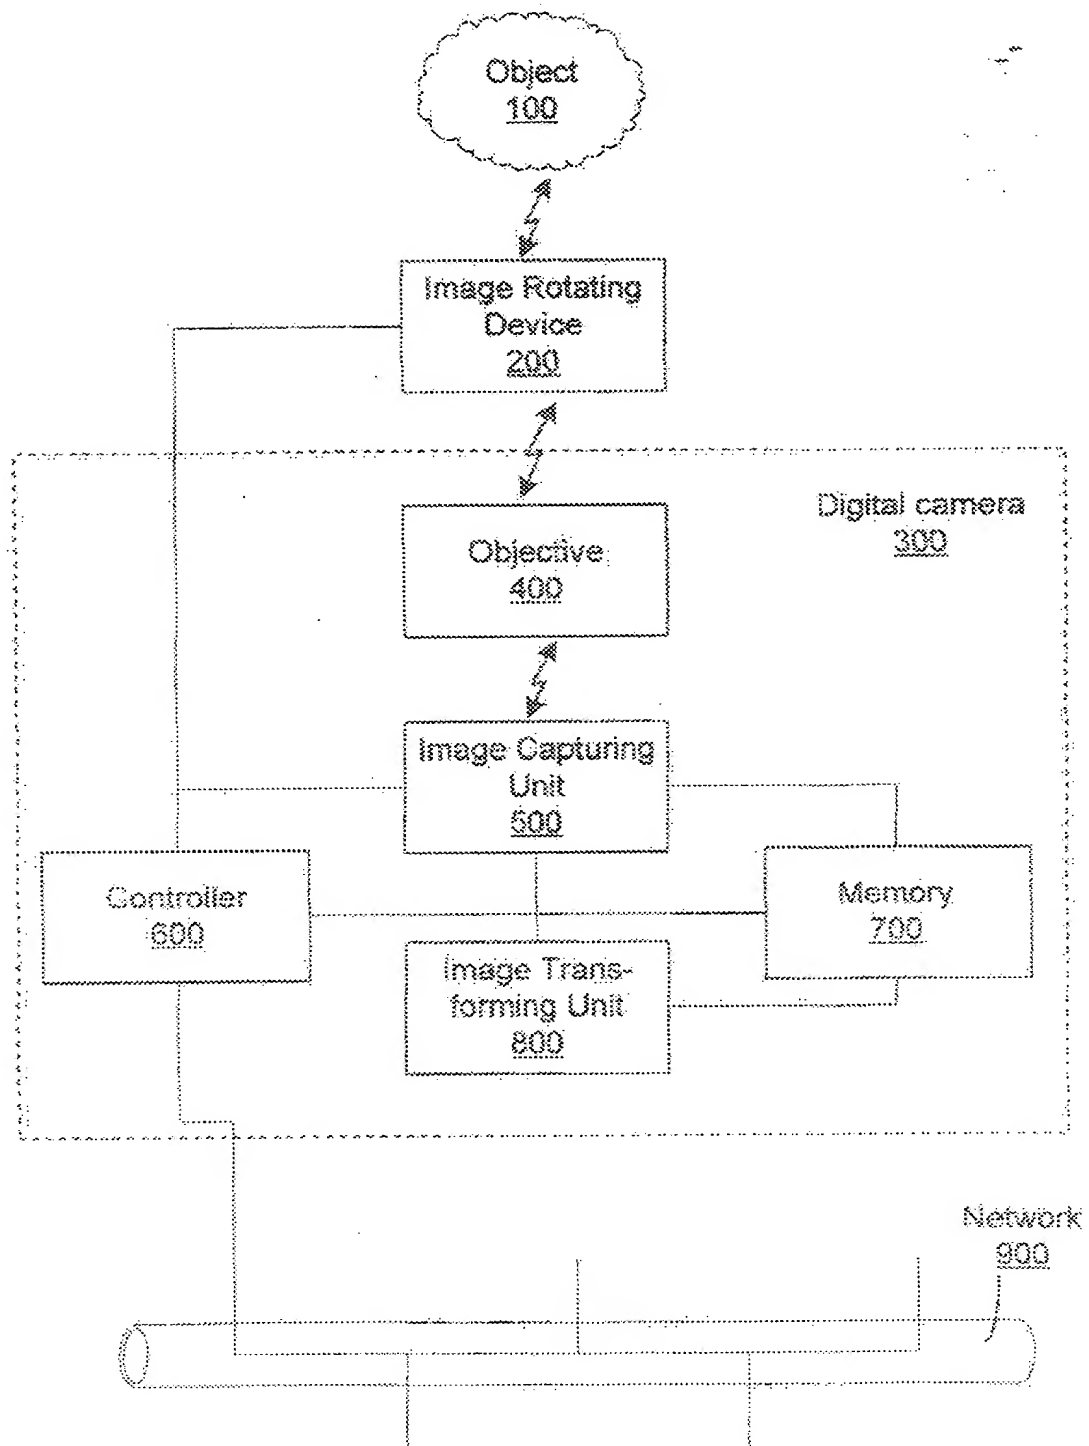 Object
100
Image Rotating
Device
200
Digital camera
300
Objective
400
Image Capturing
Unit
500
Controller
600
Memory
700
Image Trans-
forming Unit
800
Network
900